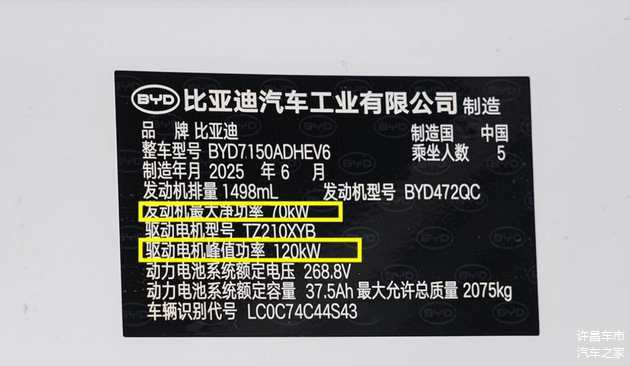 BYD 比亚迪汽车工业有限公司 制造
品 牌 比亚迪 制造国 中国
整车型号 BYD7150ADHEV6 乘坐人数 5
制造年月 2025 年 6 月
发动机排量 1498mL 发动机型号 BYD472QC
发动机最大净功率 70kW
驱动电机型号 TZ210XYB
驱动电机峰值功率 120kW
动力电池系统额定电压 268.8V
动力电池系统额定容量 37.5Ah 最大允许总质量 2075kg
车辆识别代号 LC0C74C44S43
许昌车市
汽车之家